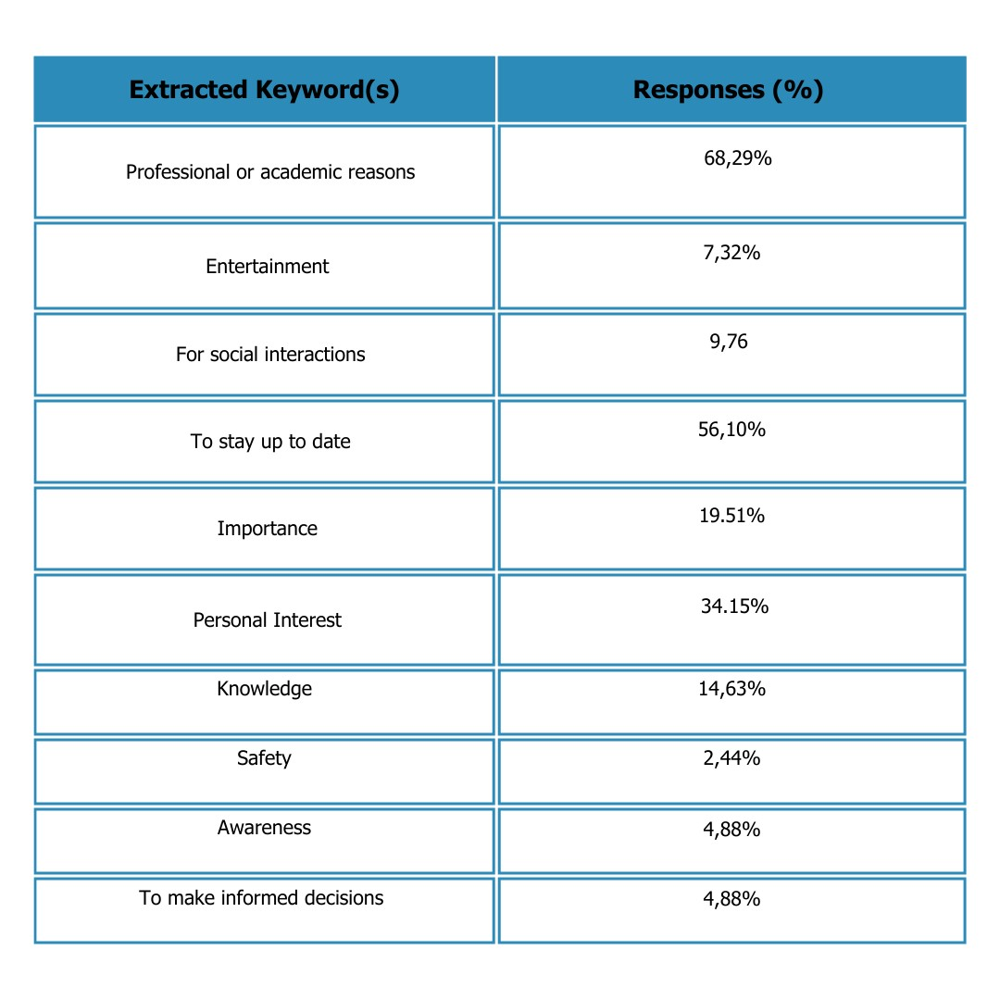 Extracted Keyword(s) Responses (%)
Professional or academic reasons 68,29%
Entertainment 7,32%
For social interactions 9,76
To stay up to date 56,10%
Importance 19.51%
Personal Interest 34.15%
Knowledge 14,63%
Safety 2,44%
Awareness 4,88%
To make informed decisions 4,88%